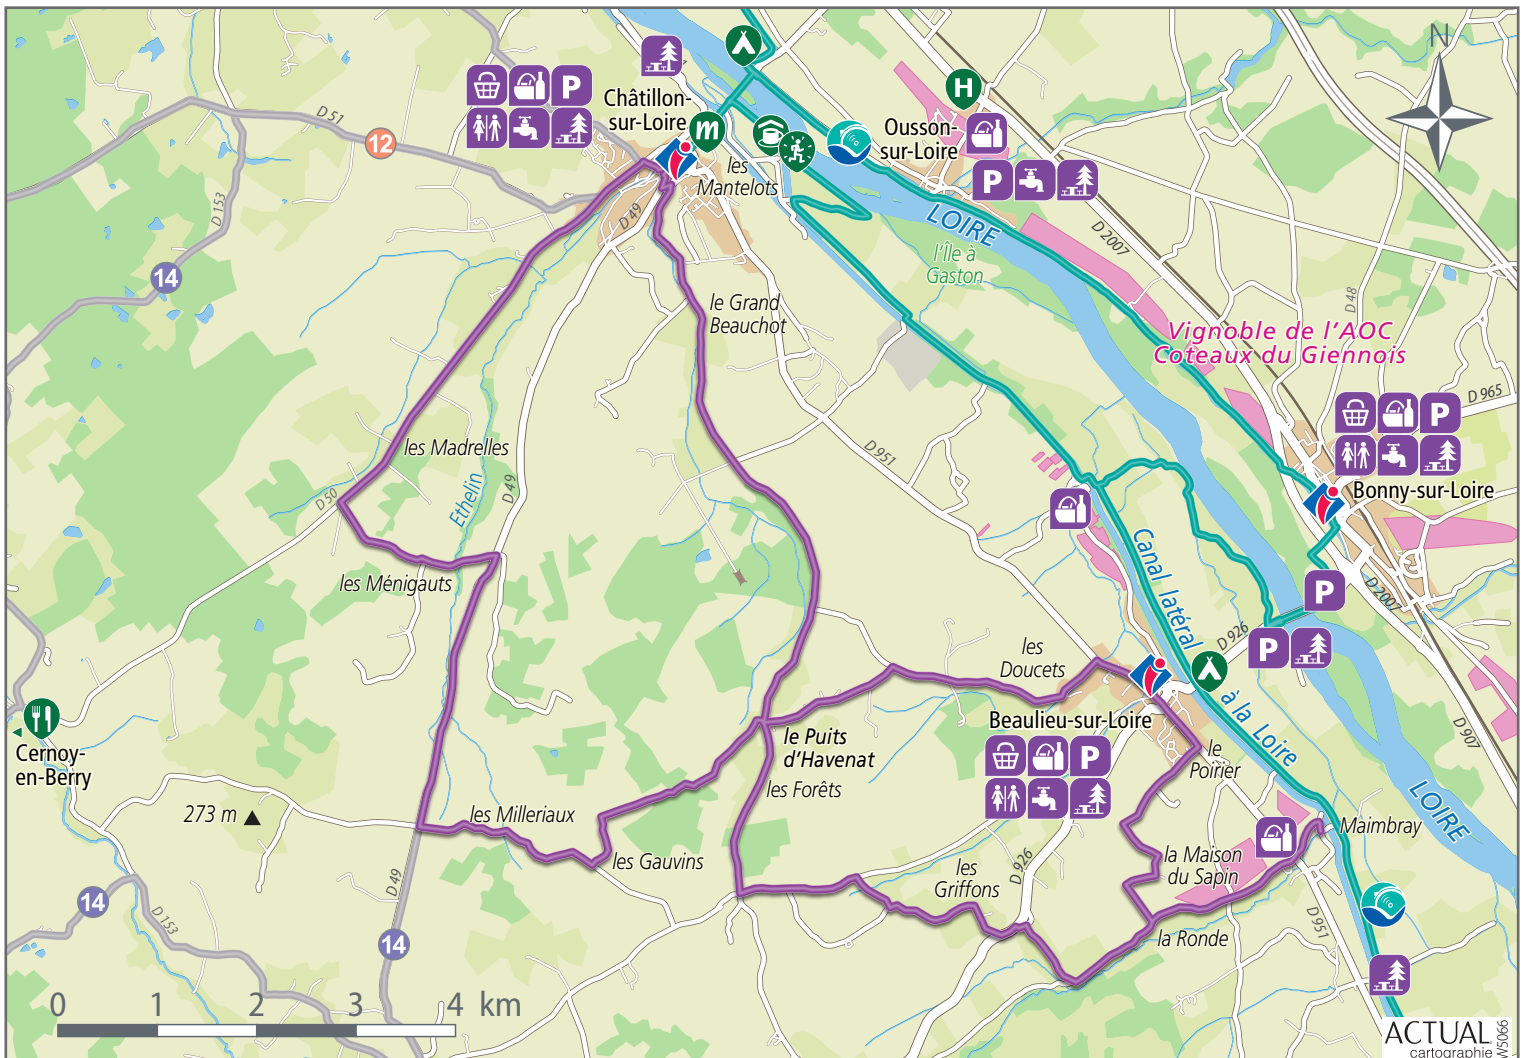 N
D 51
12
Châtillon-
sur-Loire
P
m
H
Ousson-
sur-Loire
P
les
Mantelots
D 153
D 49
LOIRE
D 2007
l'Île à
Gaston
14
le Grand
Beauchot
D 48
Vignoble de l'AOC
Coteaux du Giennois
D 965
P
les Madrelles
D 951
Ethelin
D 49
D 50
Bonny-sur-Loire
Canal latéral
à la Loire
les Ménigauts
P
D 2007
D 926
P
les
Doucets
Beaulieu-sur-Loire
P
D 907
le Puits
d'Havenat
les Forêts
le
Poirier
Cernoy-
en-Berry
273 m
les Milleriaux
LOIRE
Maimbray
les Gauvins
la Maison
du Sapin
les
Griffons
D 926
D 49
14
D 153
14
la Ronde
D 951
0 1 2 3 4 km
ACTUAL
cartographie
W5066